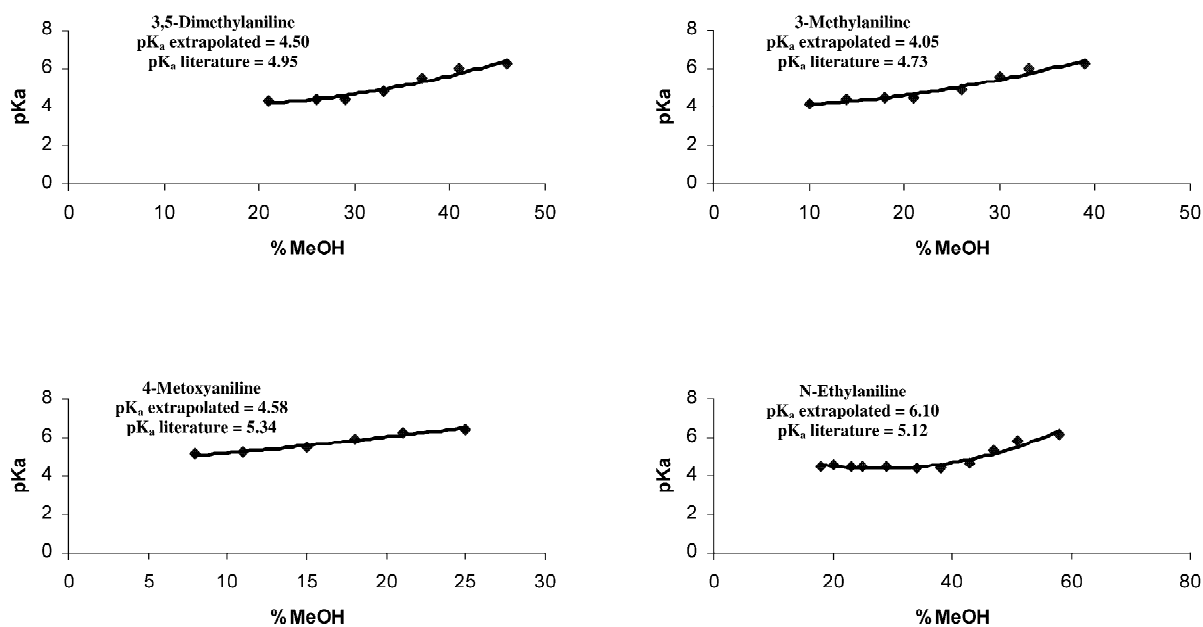 3,5-Dimethylaniline
pKa extrapolated = 4.50
pKa literature = 4.95
8
6
4
2
0
pKa
0 10 20 30 40 50
% MeOH
3-Methylaniline
pKa extrapolated = 4.05
pKa literature = 4.73
8
6
4
2
0
pKa
0 10 20 30 40 50
% MeOH
4-Metoxyaniline
pKa extrapolated = 4.58
pKa literature = 5.34
8
6
4
2
0
pKa
0 5 10 15 20 25 30
% MeOH
N-Ethylaniline
pKa extrapolated = 6.10
pKa literature = 5.12
8
6
4
2
0
pKa
0 20 40 60 80
% MeOH